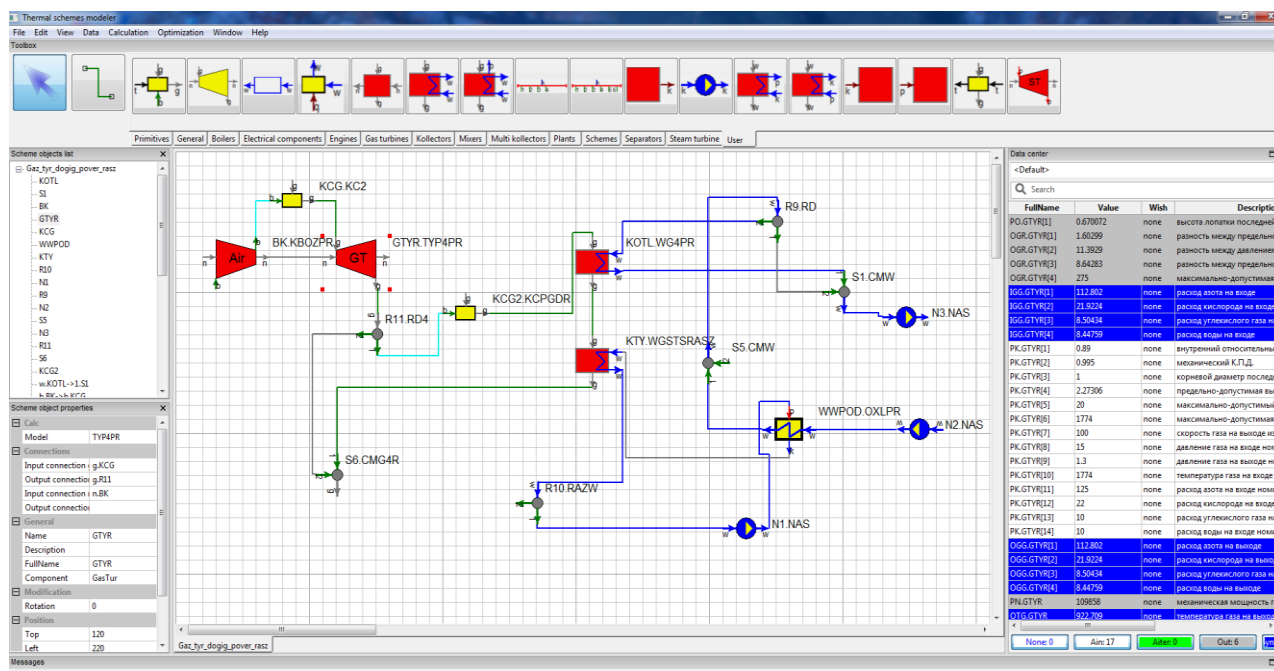 Thermal schemes modeler
File Edit View Data Calculation Optimization Window Help
Toolbox
Primitives General Boilers Electrical components Engines Gas turbines Kollectors Mixers Multi kollectors Plants Schemes Separators Steam turbine User
Scheme objects list
Gaz_tyr_dogig_pover_rasz
KOTL
S1
BK
GTYR
KCG
WWPOD
KTY
R10
N1
R9
N2
S5
N3
R11
S6
KCG2
w.KOTL->1.S1
b.BK->b.KCG
Scheme object properties
Calc
Model TYP4PR
Connections
Input connection g.KCG
Output connectio g.R11
Input connection n.BK
Output connectio
General
Name GTYR
Description
FullName GTYR
Component GasTur
Modification
Rotation 0
Position
Top 120
Left 220
Messages
KCG.KC2
BK.KBOZPR
GTYR.TYP4PR
Air
GT
R11.RD4
KCG2.KCPGDR
KOTL.WG4PR
KTY.WGSTSRASZ
R9.RD
S1.CMW
N3.NAS
S5.CMW
WWPOD.OXLPR
N2.NAS
S6.CMG4R
R10.RAZW
N1.NAS
ST
Gaz_tyr_dogig_pover_rasz
Data center
<Default>
Search
FullName Value Wish Descriptio
PO.GTYR[1] 0.670072 none высота лопатки последней
OGR.GTYR[1] 1.60299 none разность между предельно
OGR.GTYR[2] 11.3929 none разность между давлением
OGR.GTYR[3] 8.64283 none разность между предельно
OGR.GTYR[4] 275 none максимально-допустимая
IGG.GTYR[1] 112.802 none расход азота на входе
IGG.GTYR[2] 21.9224 none расход кислорода на входе
IGG.GTYR[3] 8.50434 none расход углекислого газа на
IGG.GTYR[4] 8.44759 none расход воды на входе
PK.GTYR[1] 0.89 none внутренний относительны
PK.GTYR[2] 0.995 none механический К.П.Д.
PK.GTYR[3] 1 none корневой диаметр послед
PK.GTYR[4] 2.27306 none предельно-допустимая вы
PK.GTYR[5] 20 none максимально-допустимый
PK.GTYR[6] 1774 none максимально-допустимая
PK.GTYR[7] 100 none скорость газа на выходе из
PK.GTYR[8] 15 none давление газа на входе ном
PK.GTYR[9] 1.3 none давление газа на выходе н
PK.GTYR[10] 1774 none температура газа на входе
PK.GTYR[11] 125 none расход азота на входе номи
PK.GTYR[12] 22 none расход кислорода на входе
PK.GTYR[13] 10 none расход углекислого газа на
PK.GTYR[14] 10 none расход воды на входе номи
OGG.GTYR[1] 112.802 none расход азота на выходе
OGG.GTYR[2] 21.9224 none расход кислорода на выход
OGG.GTYR[3] 8.50434 none расход углекислого газа на
OGG.GTYR[4] 8.44759 none расход воды на выходе
PN.GTYR 109858 none механическая мощность г
OTG.GTYR 922.709 none температура газа на выход
None: 0 Ain: 17 Aiter: 0 Out: 6